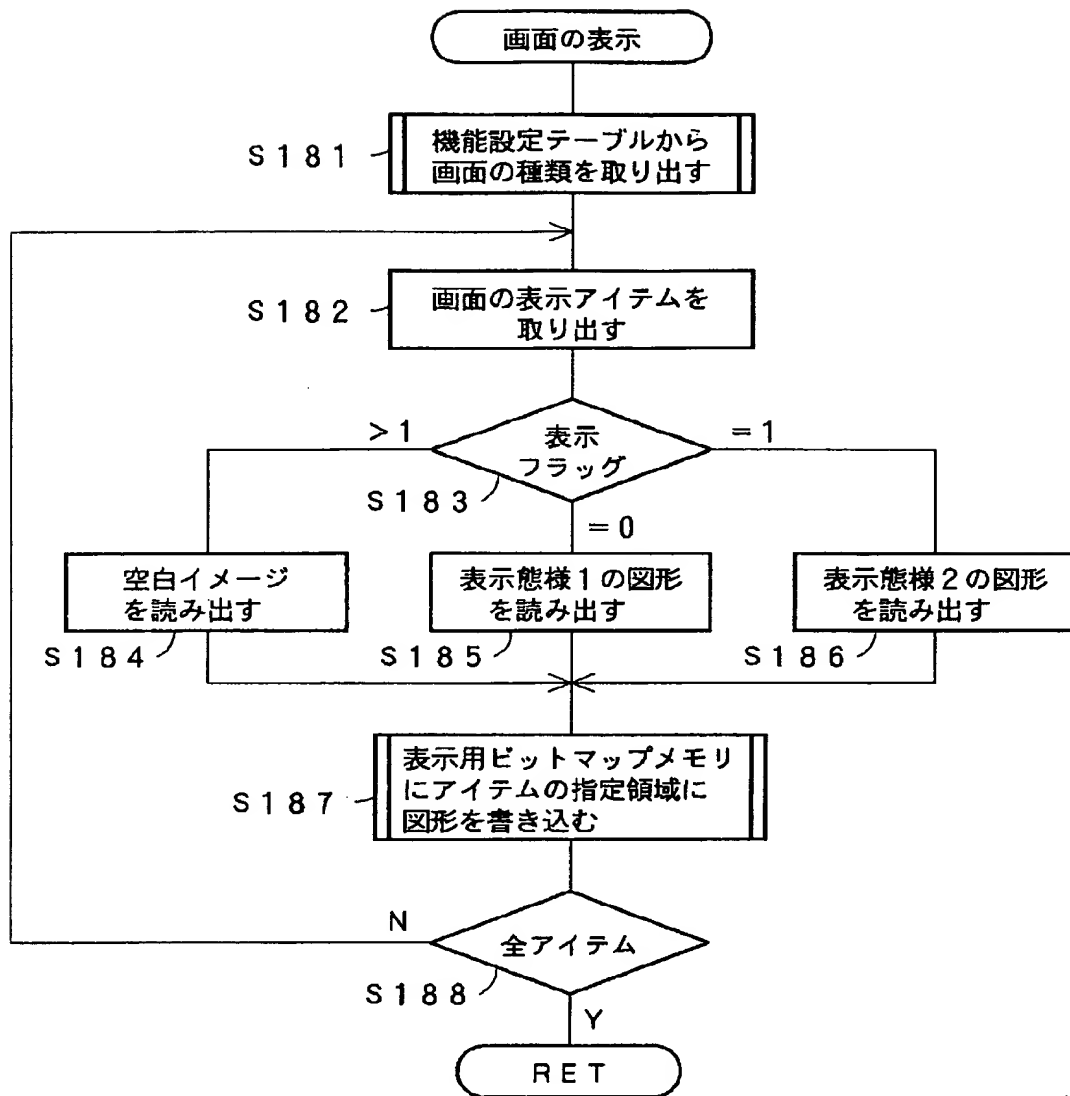 画面の表示
S181
機能設定テーブルから
画面の種類を取り出す
S182
画面の表示アイテムを
取り出す
>1
表示
フラッグ
=1
S183
=0
空白イメージ
を読み出す
S184
表示態様1の図形
を読み出す
S185
表示態様2の図形
を読み出す
S186
S187
表示用ビットマップメモリ
にアイテムの指定領域に
図形を書き込む
N
全アイテム
S188
Y
RET